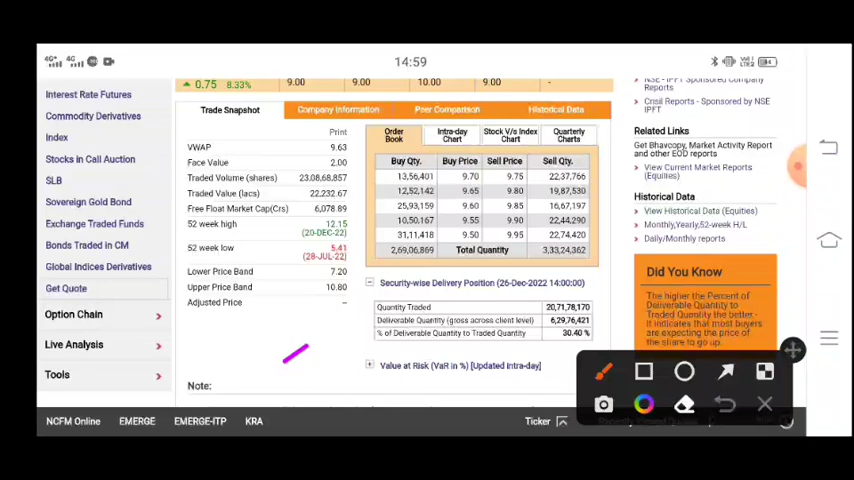 14:59
0.75 8.33% 9.00 9.00 10.00 9.00 -
Interest Rate Futures
Commodity Derivatives
Index
Stocks in Call Auction
SLB
Sovereign Gold Bond
Exchange Traded Funds
Bonds Traded in CM
Global Indices Derivatives
Get Quote
Option Chain
Live Analysis
Tools
Trade Snapshot Company Information Peer Comparison Historical Data
Print
VWAP 9.63
Face Value 2.00
Traded Volume (shares) 23,08,68,857
Traded Value (lacs) 22,232.67
Free Float Market Cap(Crs) 6,078.89
52 week high 12.15
(20-DEC-22)
52 week low 5.41
(28-JUL-22)
Lower Price Band 7.20
Upper Price Band 10.80
Adjusted Price --
Note:
Order Book Intra-day Chart Stock V/s Index Chart Quarterly Charts
Buy Qty. Buy Price Sell Price Sell Qty.
13,56,401 9.70 9.75 22,37,766
12,52,142 9.65 9.80 19,87,530
25,93,159 9.60 9.85 16,67,197
10,50,167 9.55 9.90 22,44,290
31,11,418 9.50 9.95 22,74,420
2,69,06,869 Total Quantity 3,33,24,362
Security-wise Delivery Position (26-Dec-2022 14:00:00)
Quantity Traded 20,71,78,170
Deliverable Quantity (gross across client level) 6,29,76,421
% of Deliverable Quantity to Traded Quantity 30.40 %
Value at Risk (VaR in %) [Updated Intra-day]
NSE - IPFT Sponsored Company
Reports
Crisil Reports - Sponsored by NSE
IPFT
Related Links
Get Bhavcopy, Market Activity Report
and other EOD reports
View Current Market Reports
(Equities)
Historical Data
View Historical Data (Equities)
Monthly,Yearly,52-week H/L
Daily/Monthly reports
Did You Know
The higher the Percent of
Deliverable Quantity to
Traded Quantity the better.-
It indicates that most buyers
are expecting the price of
the share to go up.
NCFM Online EMERGE EMERGE-ITP KRA Ticker